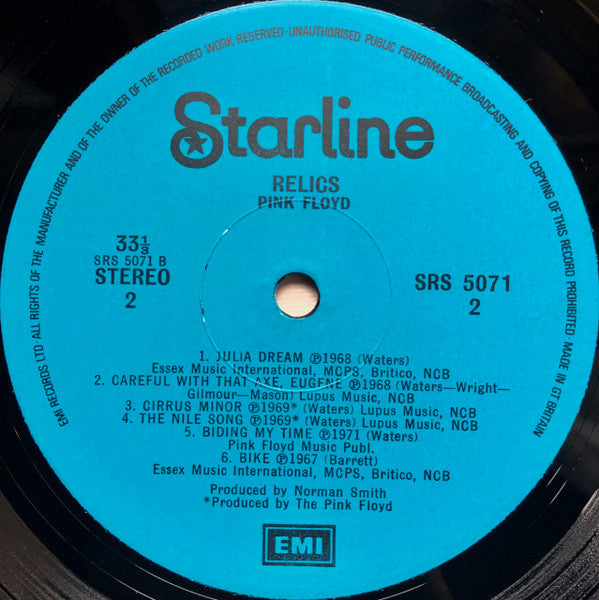 EMI RECORDS LTD ALL RIGHTS OF THE MANUFACTURER AND OF THE OWNER OF THE RECORDED WORK RESERVED·UNAUTHORISED PUBLIC PERFORMANCE BROADCASTING AND COPYING OF THIS RECORD PROHIBITED MADE IN GT BRITAIN
Starline
RELICS
PINK FLOYD
33⅓
SRS 5071 B
STEREO
2
SRS 5071
2
1. JULIA DREAM ℗1968 (Waters)
Essex Music International, MCPS, Britico, NCB
2. CAREFUL WITH THAT AXE, EUGENE ℗1968 (Waters—Wright—
Gilmour—Mason) Lupus Music, NCB
3. CIRRUS MINOR ℗1969* (Waters) Lupus Music, NCB
4. THE NILE SONG ℗1969* (Waters) Lupus Music, NCB
5. BIDING MY TIME ℗1971 (Waters)
Pink Floyd Music Publ.
6. BIKE ℗1967 (Barrett)
Essex Music International, MCPS, Britico, NCB
Produced by Norman Smith
*Produced by The Pink Floyd
EMI